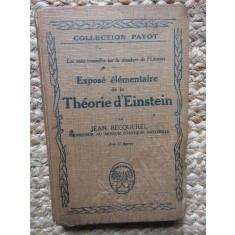 COLLECTION PAYOT
Les idées nouvelles sur la structure de l'Univers
Exposé élémentaire
de la
Théorie d'Einstein
PAR
JEAN BECQUEREL
PROFESSEUR AU MUSÉUM D'HISTOIRE NATURELLE